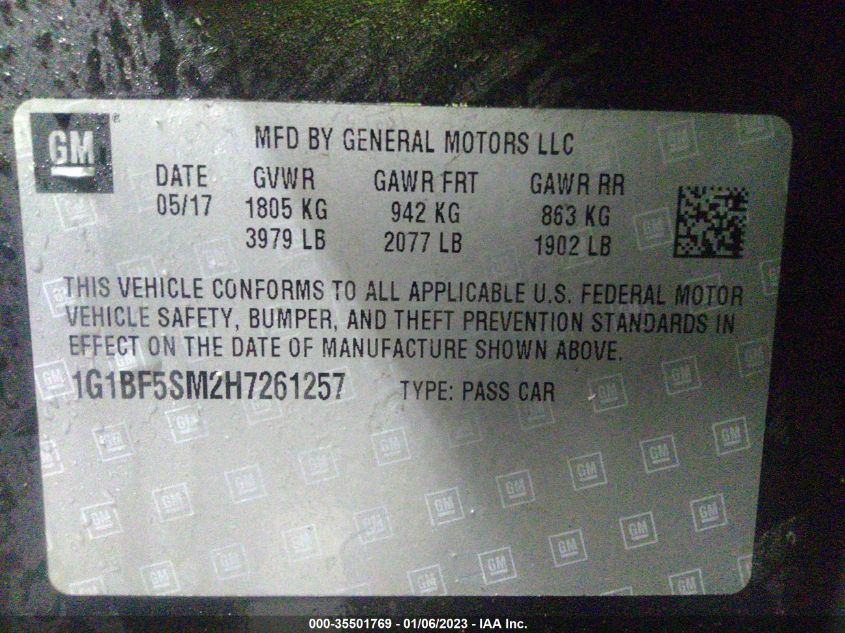 GM
MFD BY GENERAL MOTORS LLC
DATE GVWR GAWR FRT GAWR RR
05/17 1805 KG 942 KG 863 KG
3979 LB 2077 LB 1902 LB
THIS VEHICLE CONFORMS TO ALL APPLICABLE U.S. FEDERAL MOTOR
VEHICLE SAFETY, BUMPER, AND THEFT PREVENTION STANDARDS IN
EFFECT ON THE DATE OF MANUFACTURE SHOWN ABOVE.
1G1BF5SM2H7261257 TYPE: PASS CAR
000-35501769 - 01/06/2023 - IAA Inc.